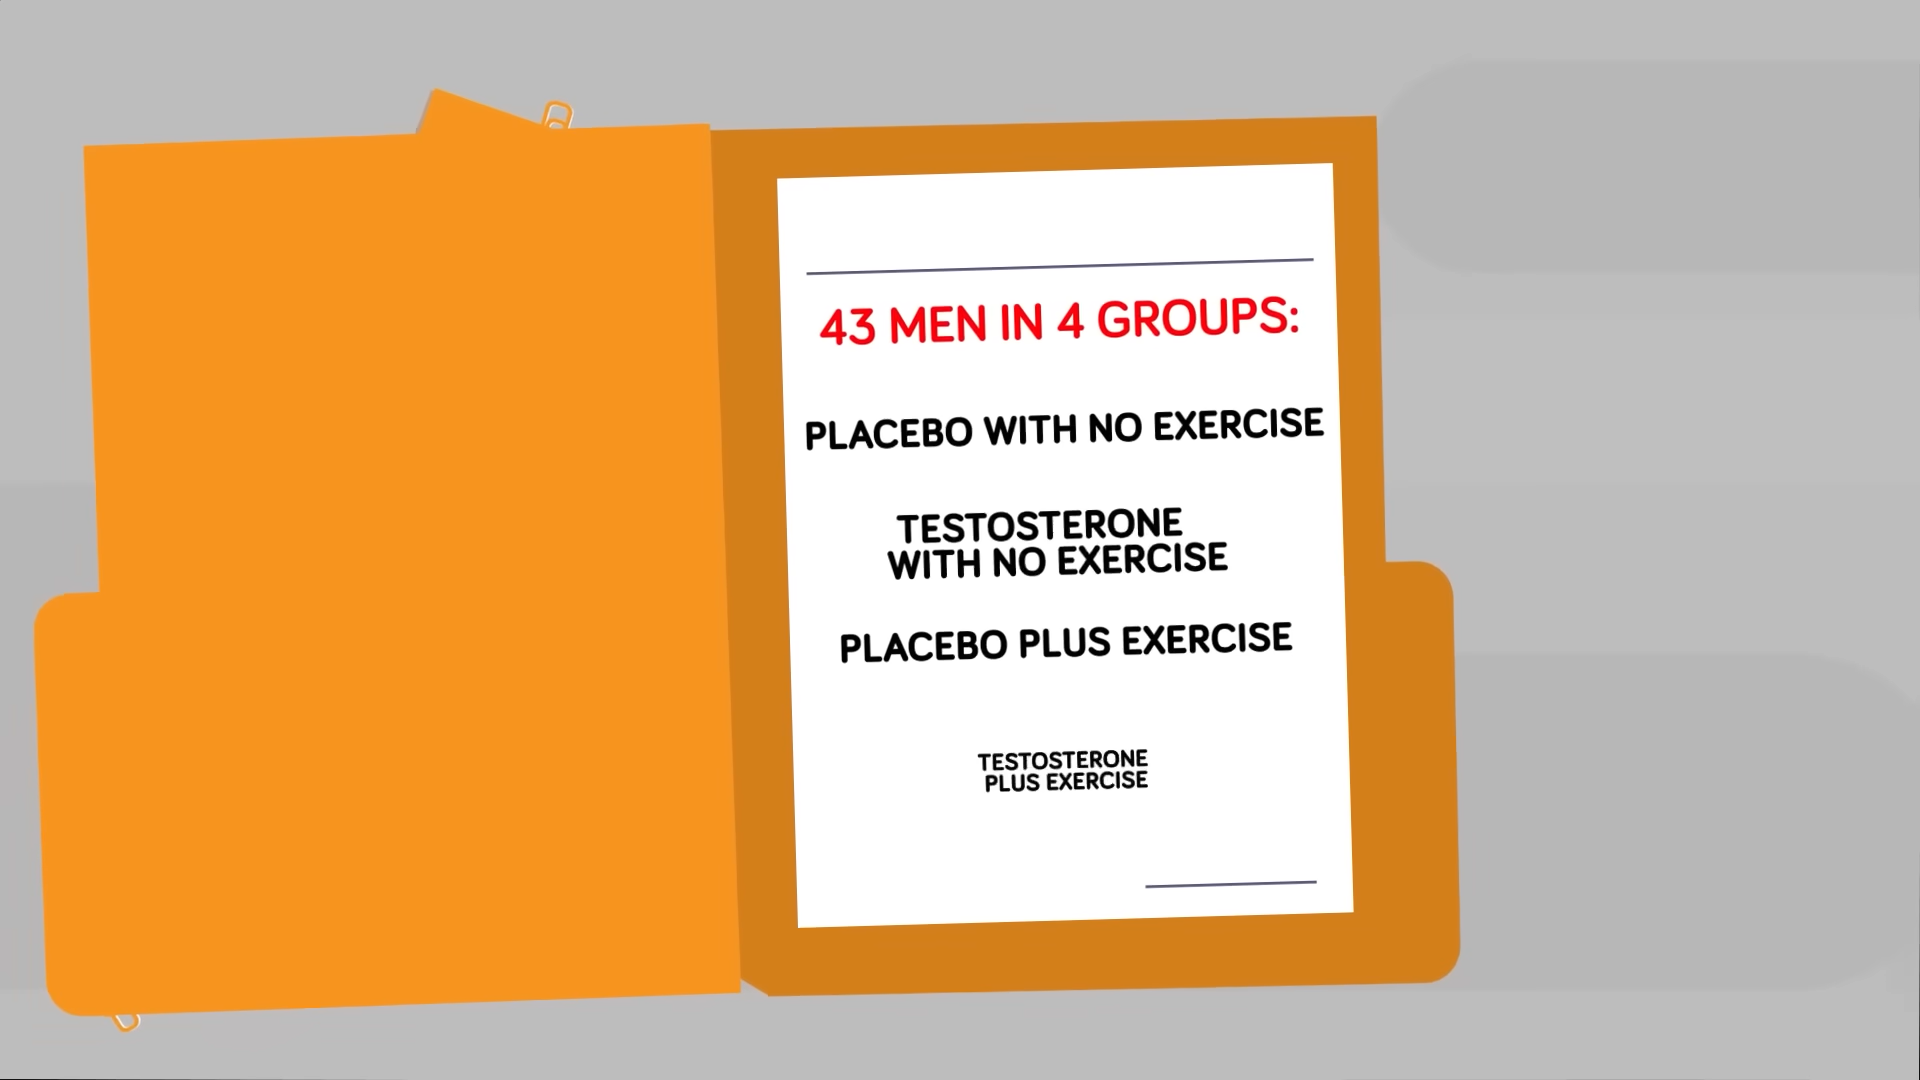 43 MEN IN 4 GROUPS:
PLACEBO WITH NO EXERCISE
TESTOSTERONE
WITH NO EXERCISE
PLACEBO PLUS EXERCISE
TESTOSTERONE
PLUS EXERCISE